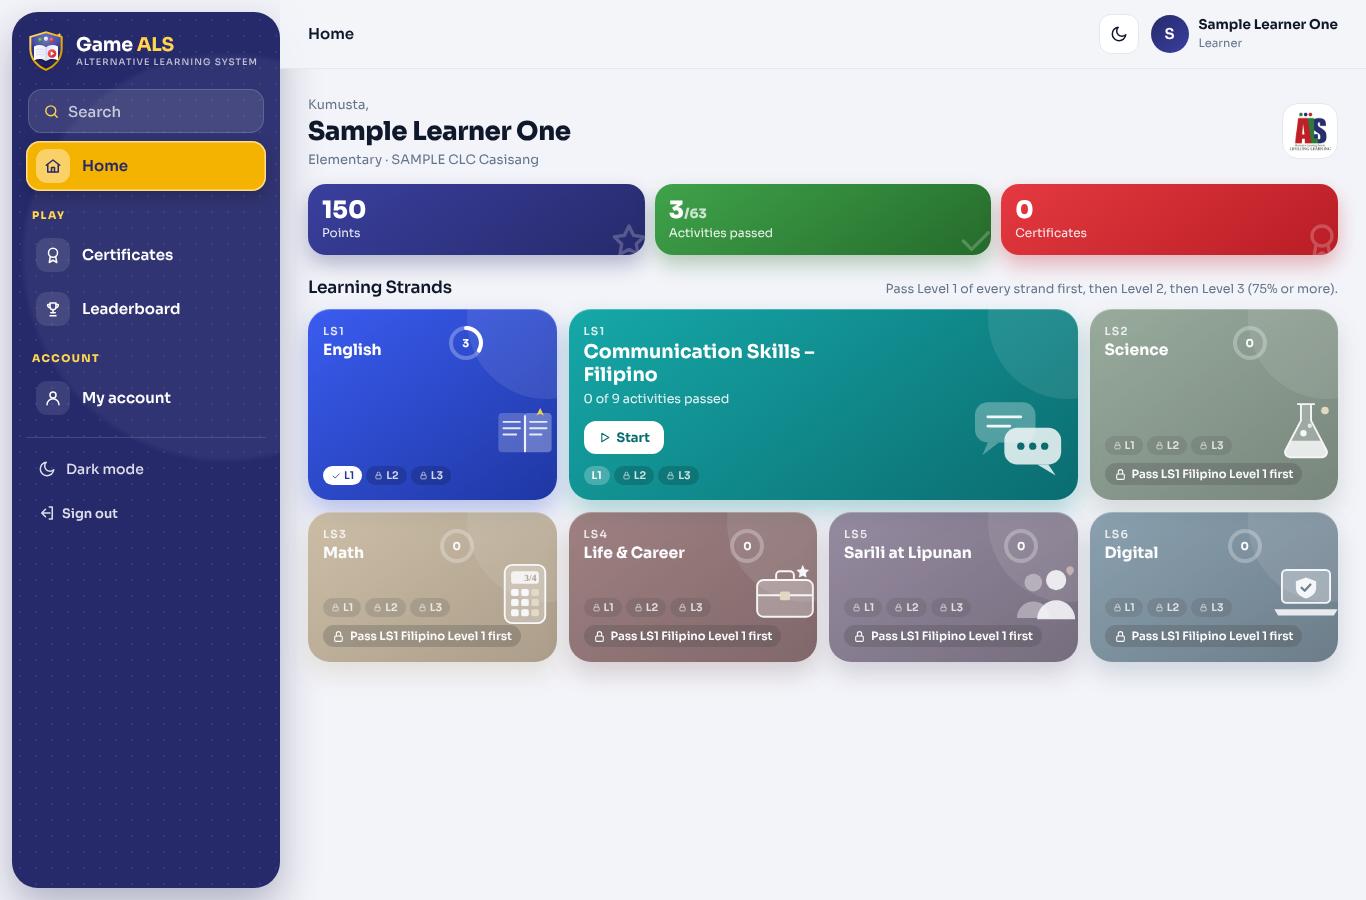 Game ALS
ALTERNATIVE LEARNING SYSTEM
Search
Home
PLAY
Certificates
Leaderboard
ACCOUNT
My account
Dark mode
Sign out
Home
S
Sample Learner One
Learner
Kumusta,
Sample Learner One
Elementary · SAMPLE CLC Casisang
ALS
150
Points
3/63
Activities passed
0
Certificates
Learning Strands
Pass Level 1 of every strand first, then Level 2, then Level 3 (75% or more).
LS1
English
3
L1 L2 L3
LS1
Communication Skills –
Filipino
0 of 9 activities passed
Start
L1 L2 L3
LS2
Science
0
L1 L2 L3
Pass LS1 Filipino Level 1 first
LS3
Math
0
3/4
L1 L2 L3
Pass LS1 Filipino Level 1 first
LS4
Life & Career
0
L1 L2 L3
Pass LS1 Filipino Level 1 first
LS5
Sarili at Lipunan
0
L1 L2 L3
Pass LS1 Filipino Level 1 first
LS6
Digital
0
L1 L2 L3
Pass LS1 Filipino Level 1 first